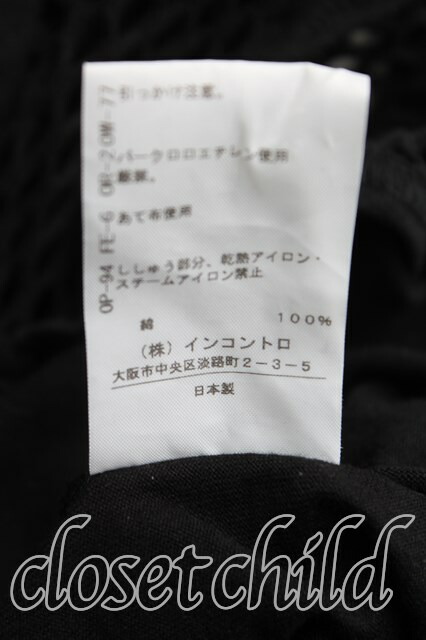 引っかけ注意。
パークロロエチレン使用
厳禁。
あて布使用
ししゅう部分、乾熱アイロン・
スチームアイロン禁止
綿 100%
(株) インコントロ
大阪市中央区淡路町2-3-5
日本製
closet child